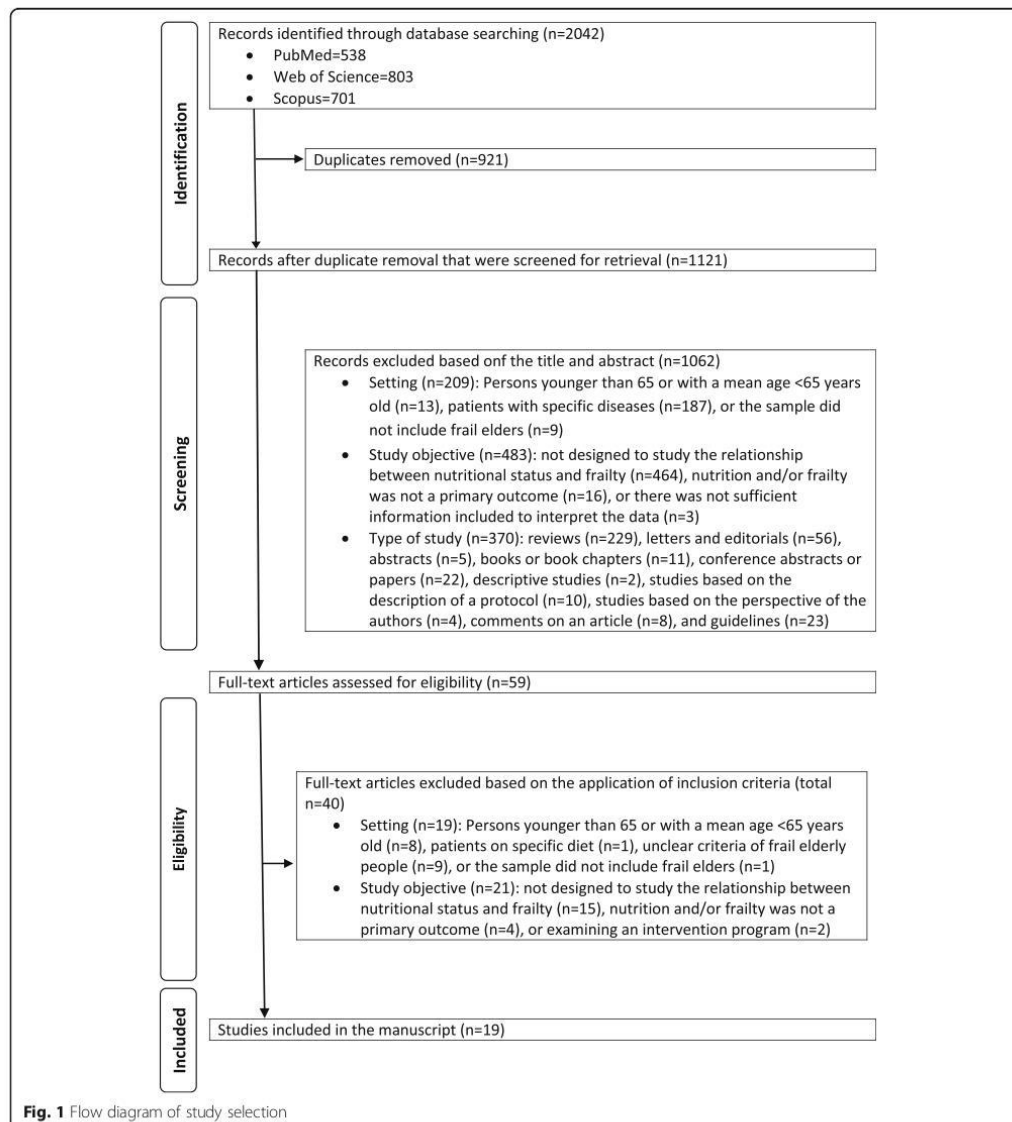 Records identified through database searching (n=2042)
• PubMed=538
• Web of Science=803
• Scopus=701
Identification
Duplicates removed (n=921)
Records after duplicate removal that were screened for retrieval (n=1121)
Screening
Records excluded based onf the title and abstract (n=1062)
• Setting (n=209): Persons younger than 65 or with a mean age <65 years
old (n=13), patients with specific diseases (n=187), or the sample did
not include frail elders (n=9)
• Study objective (n=483): not designed to study the relationship
between nutritional status and frailty (n=464), nutrition and/or frailty
was not a primary outcome (n=16), or there was not sufficient
information included to interpret the data (n=3)
• Type of study (n=370): reviews (n=229), letters and editorials (n=56),
abstracts (n=5), books or book chapters (n=11), conference abstracts or
papers (n=22), descriptive studies (n=2), studies based on the
description of a protocol (n=10), studies based on the perspective of the
authors (n=4), comments on an article (n=8), and guidelines (n=23)
Full-text articles assessed for eligibility (n=59)
Eligibility
Full-text articles excluded based on the application of inclusion criteria (total
n=40)
• Setting (n=19): Persons younger than 65 or with a mean age <65 years
old (n=8), patients on specific diet (n=1), unclear criteria of frail elderly
people (n=9), or the sample did not include frail elders (n=1)
• Study objective (n=21): not designed to study the relationship between
nutritional status and frailty (n=15), nutrition and/or frailty was not a
primary outcome (n=4), or examining an intervention program (n=2)
Included
Studies included in the manuscript (n=19)
Fig. 1 Flow diagram of study selection